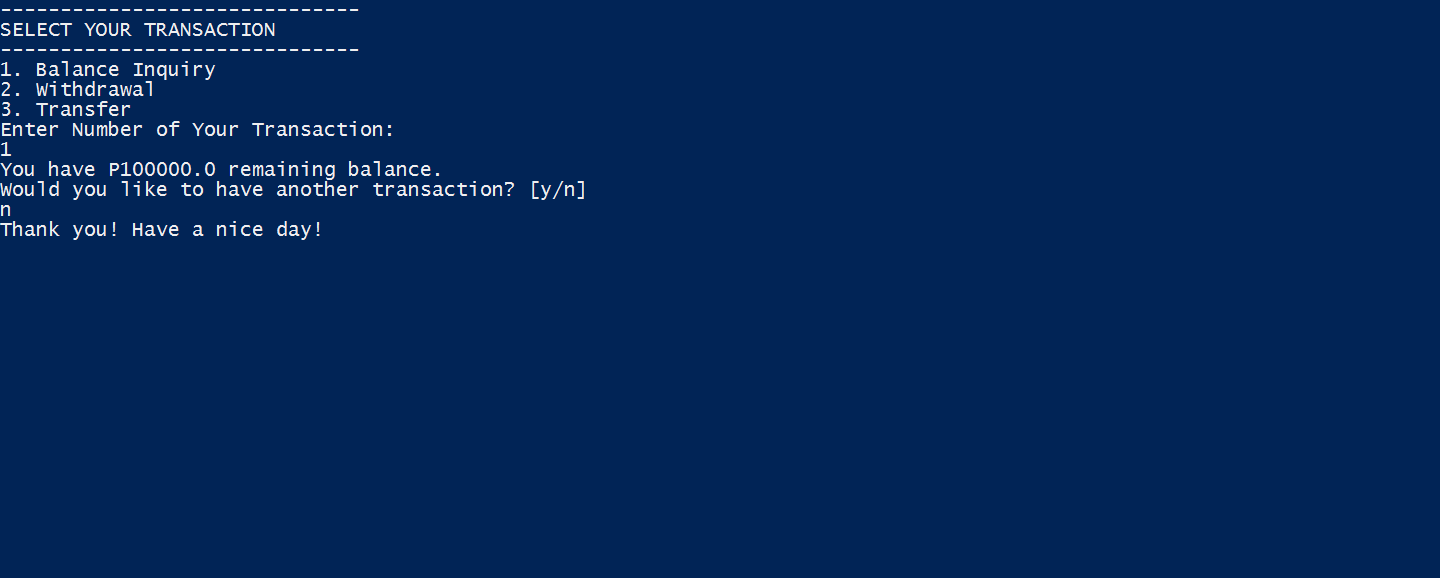 ------------------------------
SELECT YOUR TRANSACTION
------------------------------
1. Balance Inquiry
2. Withdrawal
3. Transfer
Enter Number of Your Transaction:
1
You have P100000.0 remaining balance.
Would you like to have another transaction? [y/n]
n
Thank you! Have a nice day!